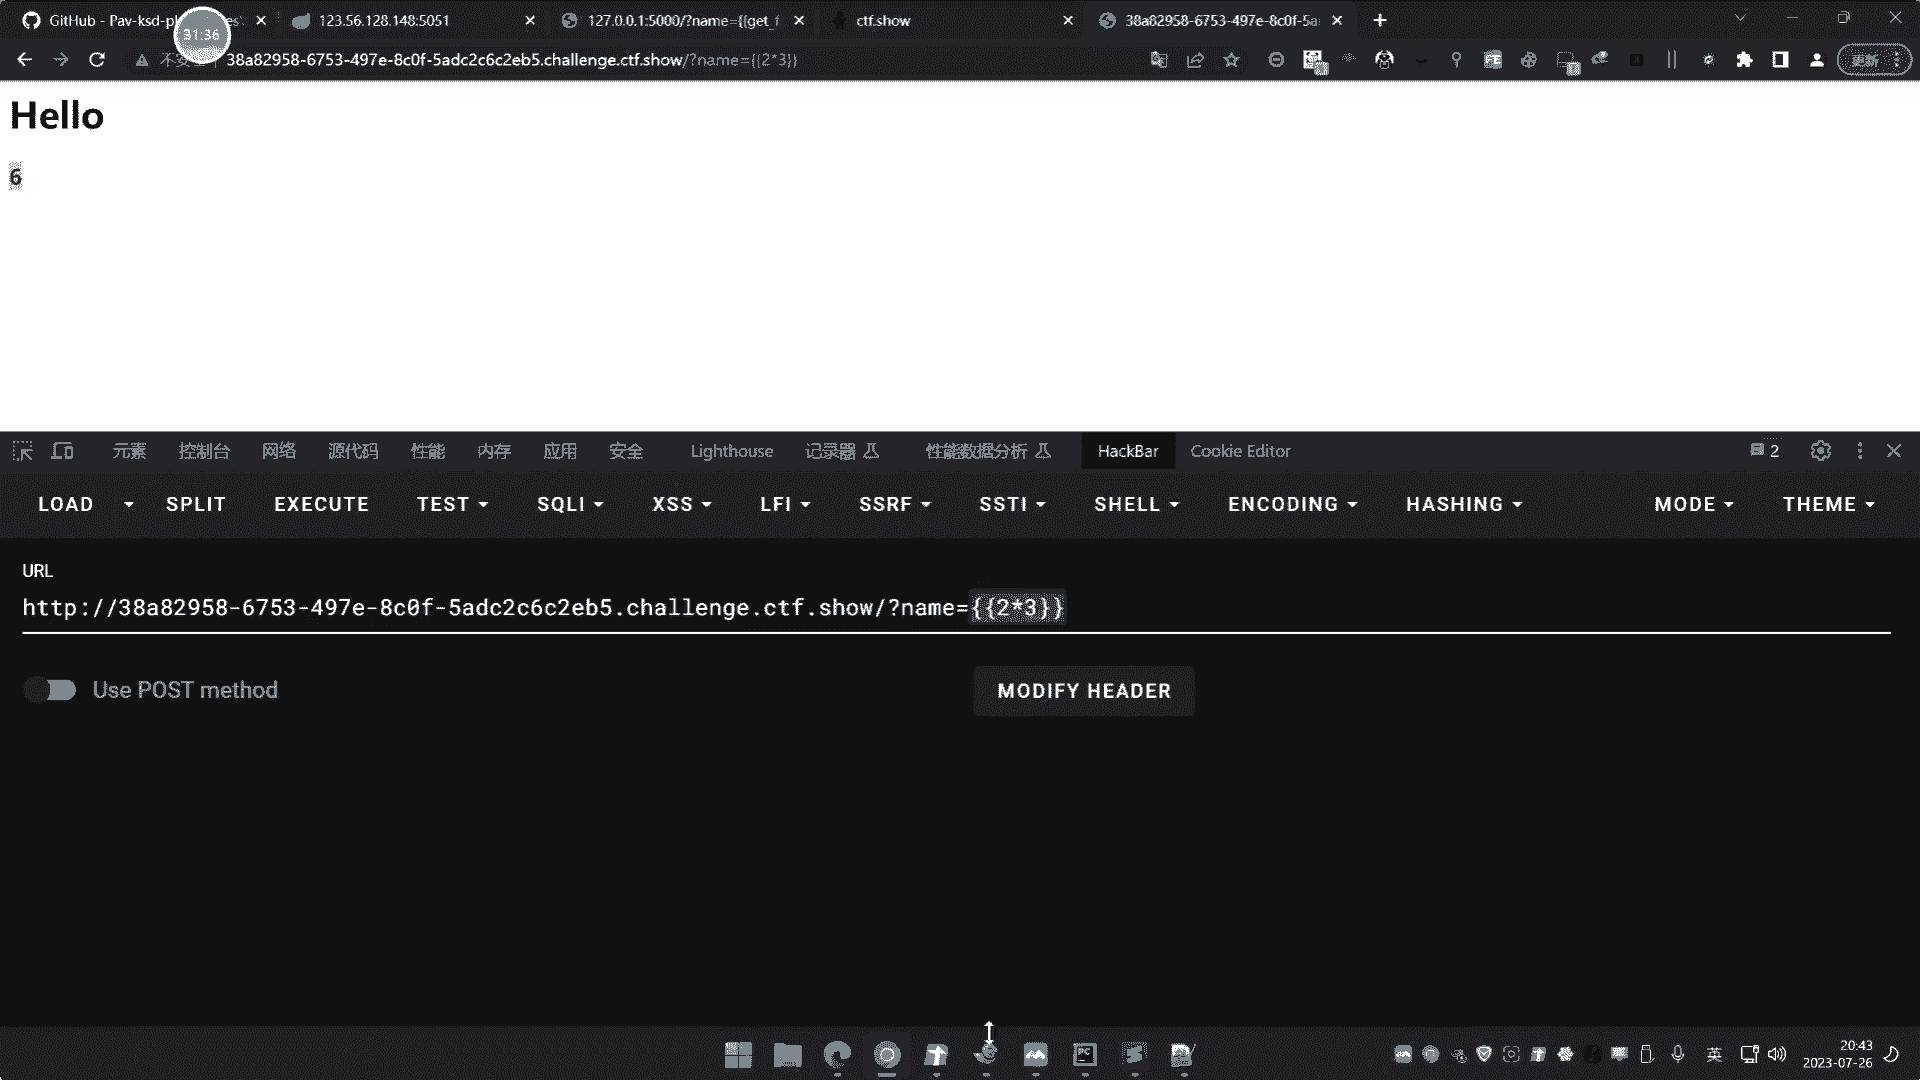 GitHub - Pav-ksd-pl
31:36
123.56.128.148:5051
127.0.0.1:5000/?name={{get_f
ctf.show
38a82958-6753-497e-8c0f-5a
38a82958-6753-497e-8c0f-5adc2c6c2eb5.challenge.ctf.show/?name={{2*3}}
更新
Hello
6
元素 控制台 网络 源代码 性能 内存 应用 安全 Lighthouse 记录器 性能数据分析 HackBar Cookie Editor 2
LOAD SPLIT EXECUTE TEST SQLI XSS LFI SSRF SSTI SHELL ENCODING HASHING MODE THEME
URL
http://38a82958-6753-497e-8c0f-5adc2c6c2eb5.challenge.ctf.show/?name={{2*3}}
Use POST method
MODIFY HEADER
英
20:43
2023-07-26